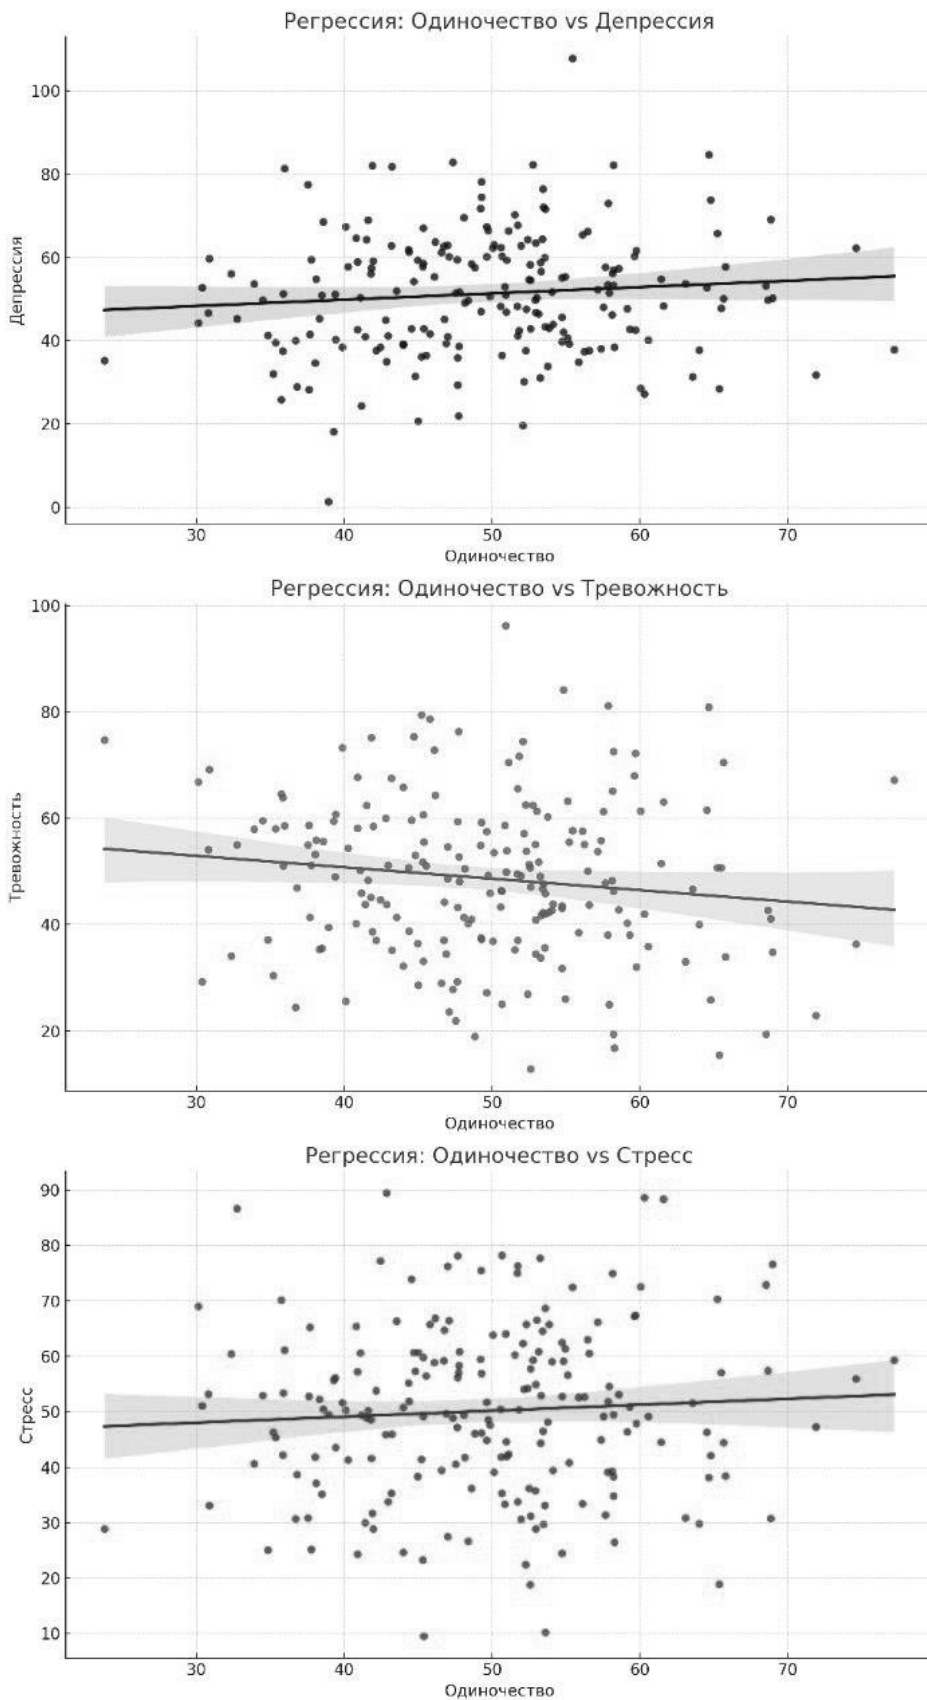 Регрессия: Одиночество vs Депрессия
100
80
60
40
20
0
Депрессия
30 40 50 60 70
Одиночество
Регрессия: Одиночество vs Тревожность
100
80
60
40
20
Тревожность
30 40 50 60 70
Одиночество
Регрессия: Одиночество vs Стресс
90
80
70
60
50
40
30
20
10
Стресс
30 40 50 60 70
Одиночество